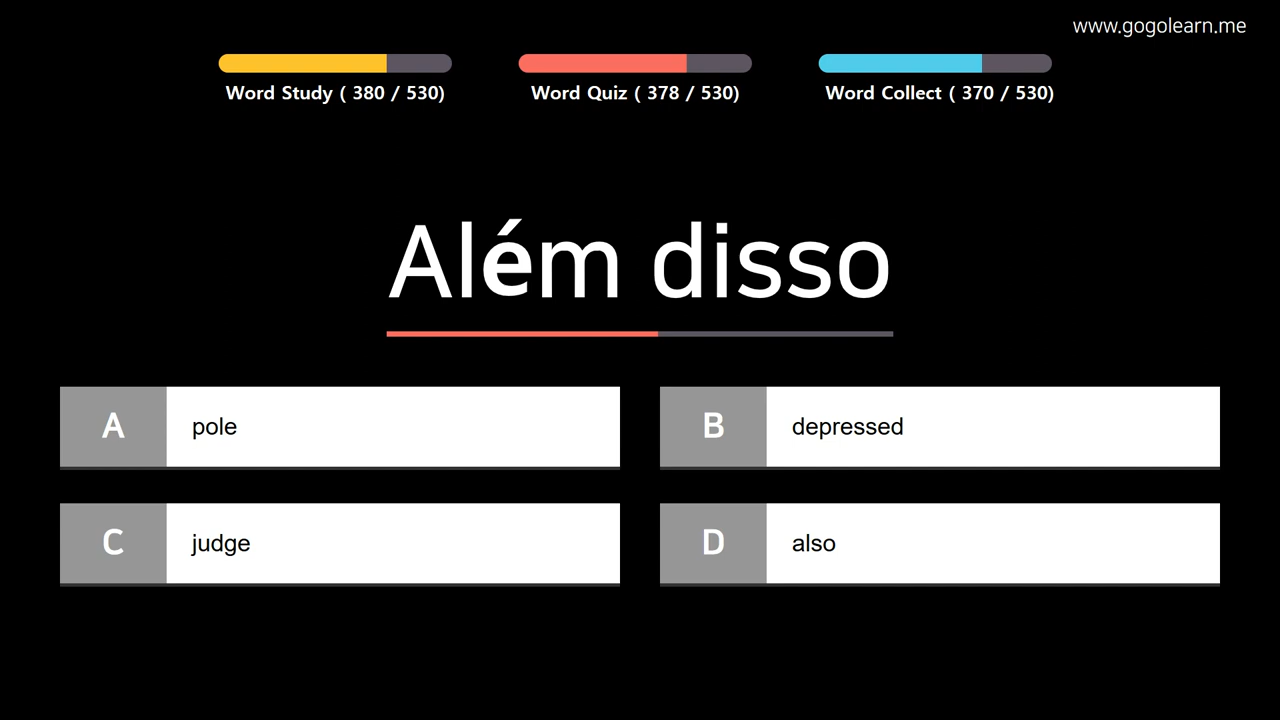 www.gogolearn.me
Word Study ( 380 / 530)
Word Quiz ( 378 / 530)
Word Collect ( 370 / 530)
Além disso
A pole
B depressed
C judge
D also